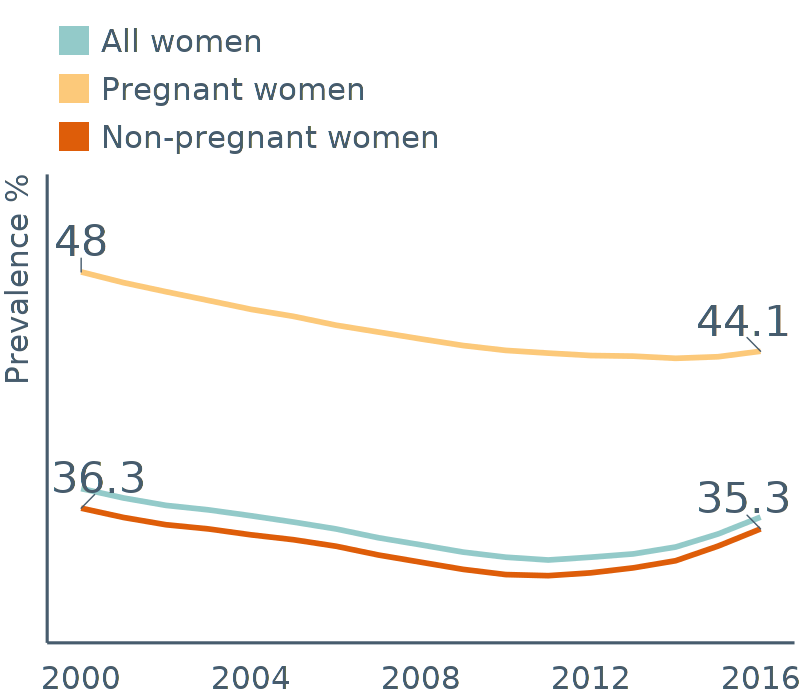 All women
Pregnant women
Non-pregnant women
Prevalence %
48
44.1
36.3
35.3
2000 2004 2008 2012 2016